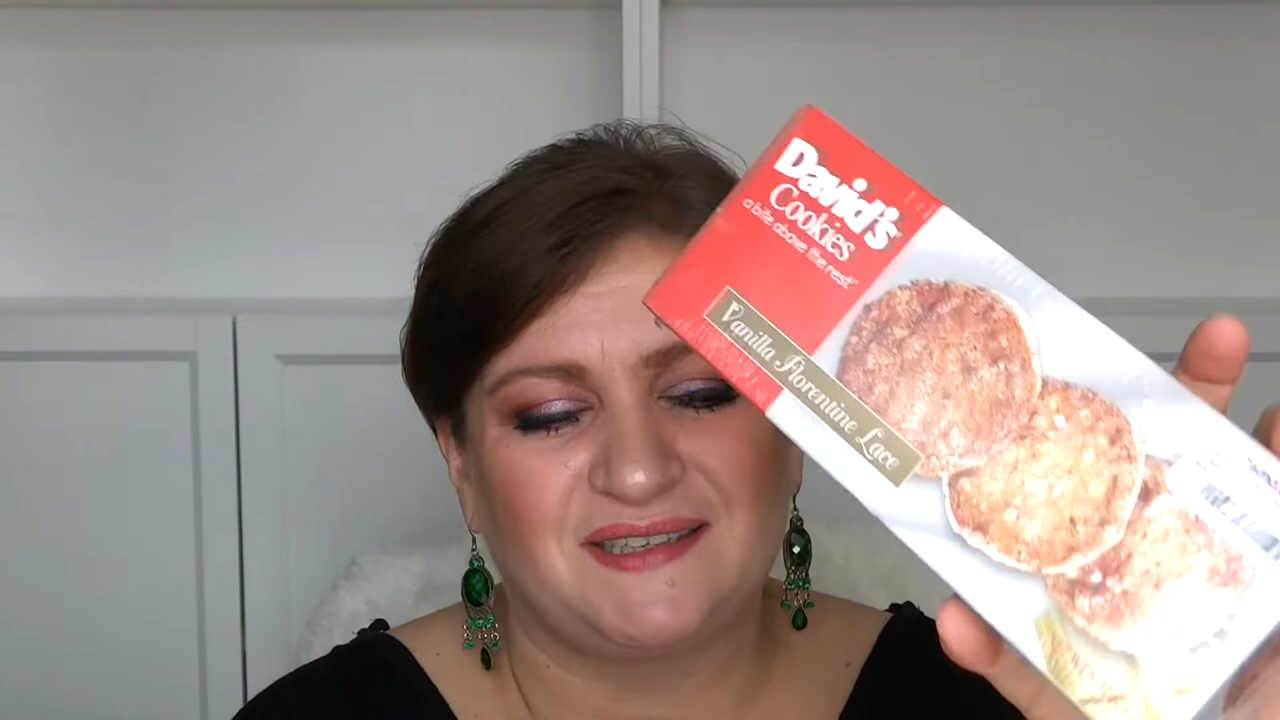 David's
Cookies
a bite above the rest
Vanilla Florentine Lace